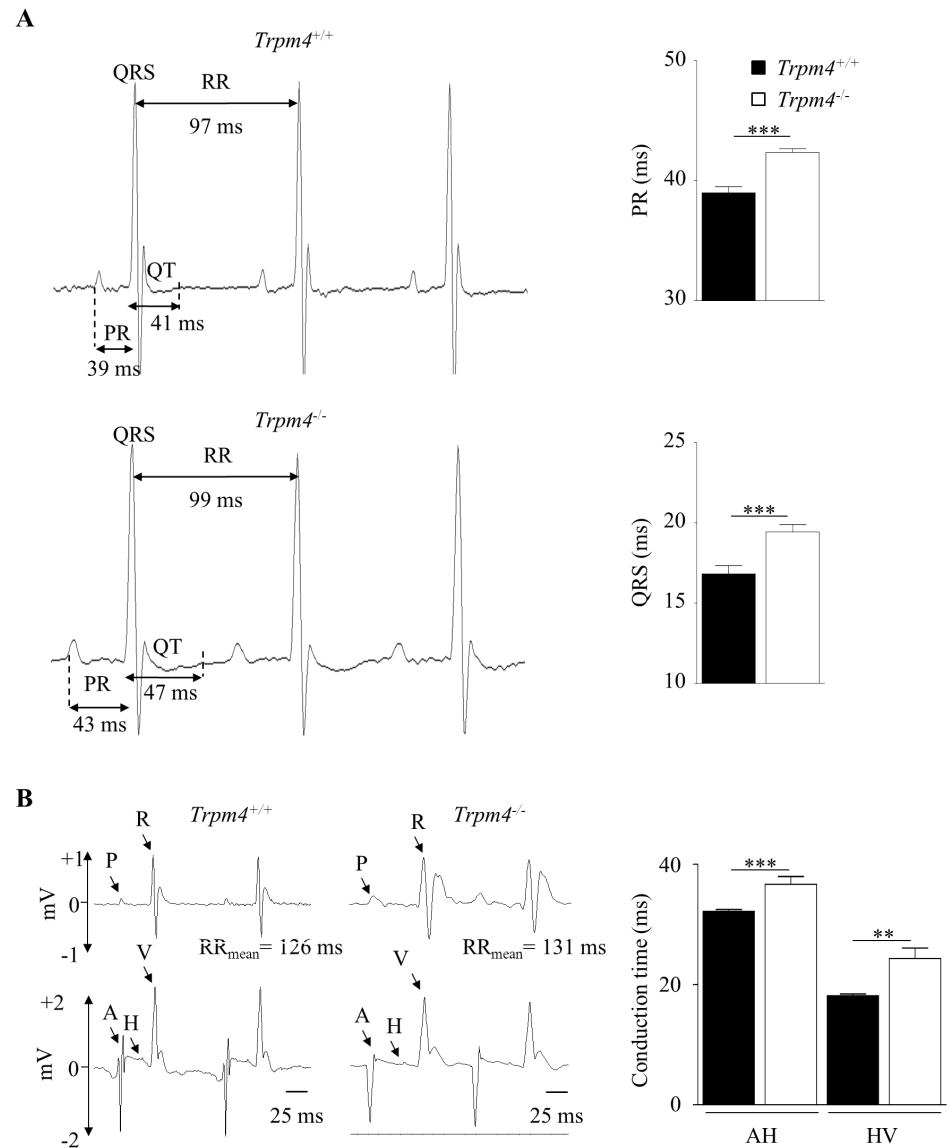 A
Trpm4+/+
QRS
RR
97 ms
QT
41 ms
PR
39 ms
50
40
30
PR (ms)
Trpm4+/+
Trpm4-/-
***
Trpm4-/-
QRS
RR
99 ms
QT
47 ms
PR
43 ms
25
20
15
10
QRS (ms)
***
B
Trpm4+/+
Trpm4-/-
R
P
+1
0
-1
mV
RRmean= 126 ms
R
P
RRmean= 131 ms
V
A
H
+2
0
-2
mV
25 ms
V
A
H
25 ms
40
20
0
Conduction time (ms)
***
**
AH
HV